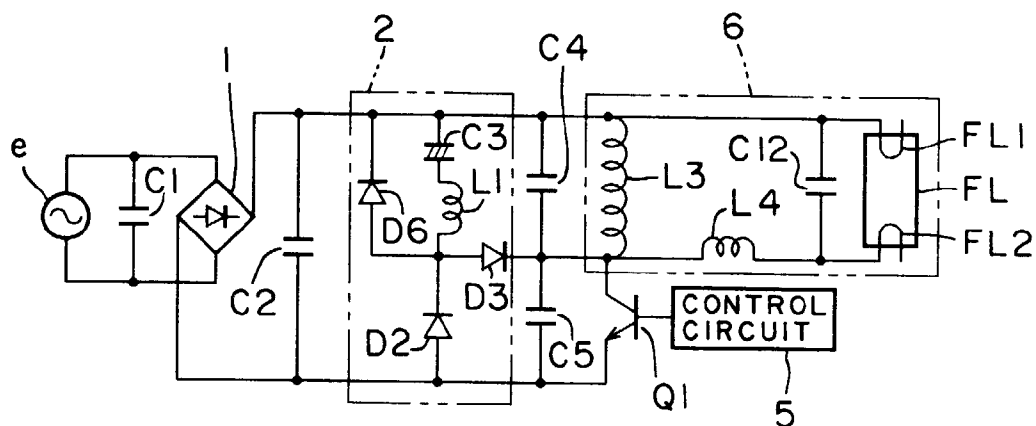 2
6
1
C4
e
C1
C3
L1
D6
C2
D3
D2
C5
L3
C12
L4
FL1
FL
FL2
CONTROL
CIRCUIT
Q1
5